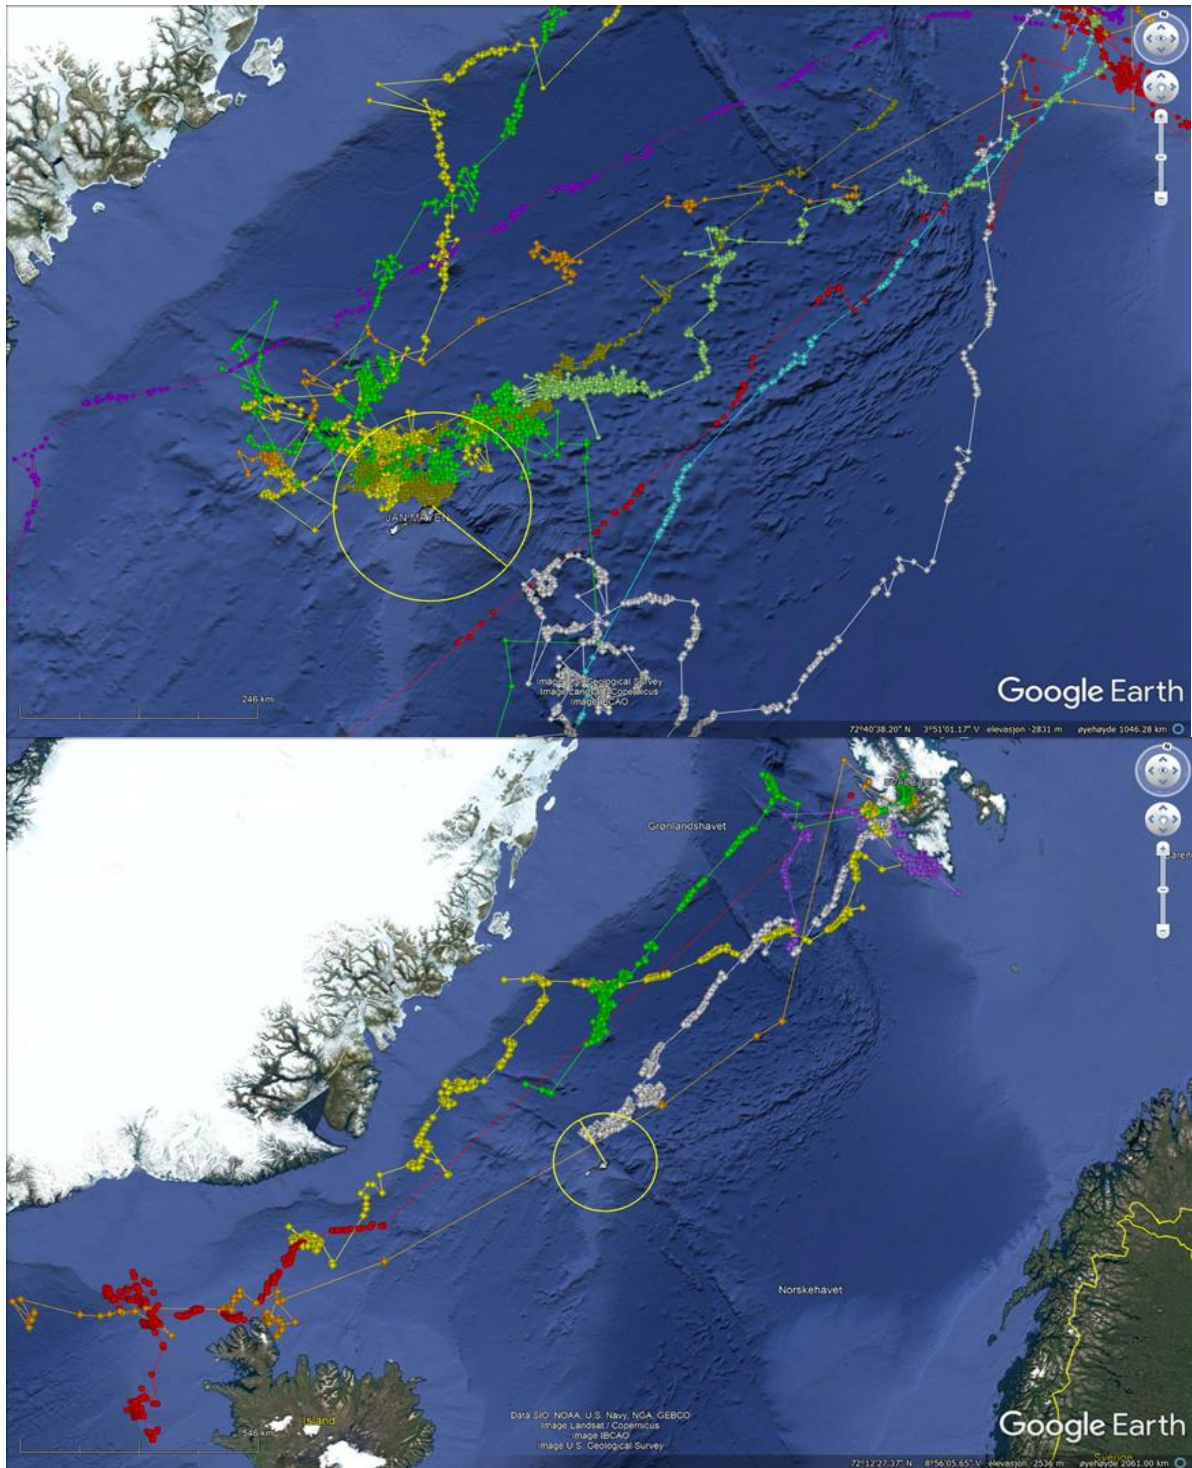 N
JAN MAYEN
Image U.S. Geological Survey
Image Landsat / Copernicus
Image IBCAO
246 km
Google Earth
72°40'38.20" N 3°51'01.17" V elevasjon -2831 m øyehøyde 1046.28 km
N
Grønlandshavet
Baren
Norskehavet
Island
Data SIO, NOAA, U.S. Navy, NGA, GEBCO
Image Landsat / Copernicus
Image IBCAO
Image U.S. Geological Survey
546 km
Google Earth
Sverige
72°12'27.37" N 8°56'05.65" V elevasjon -2536 m øyehøyde 2061.00 km